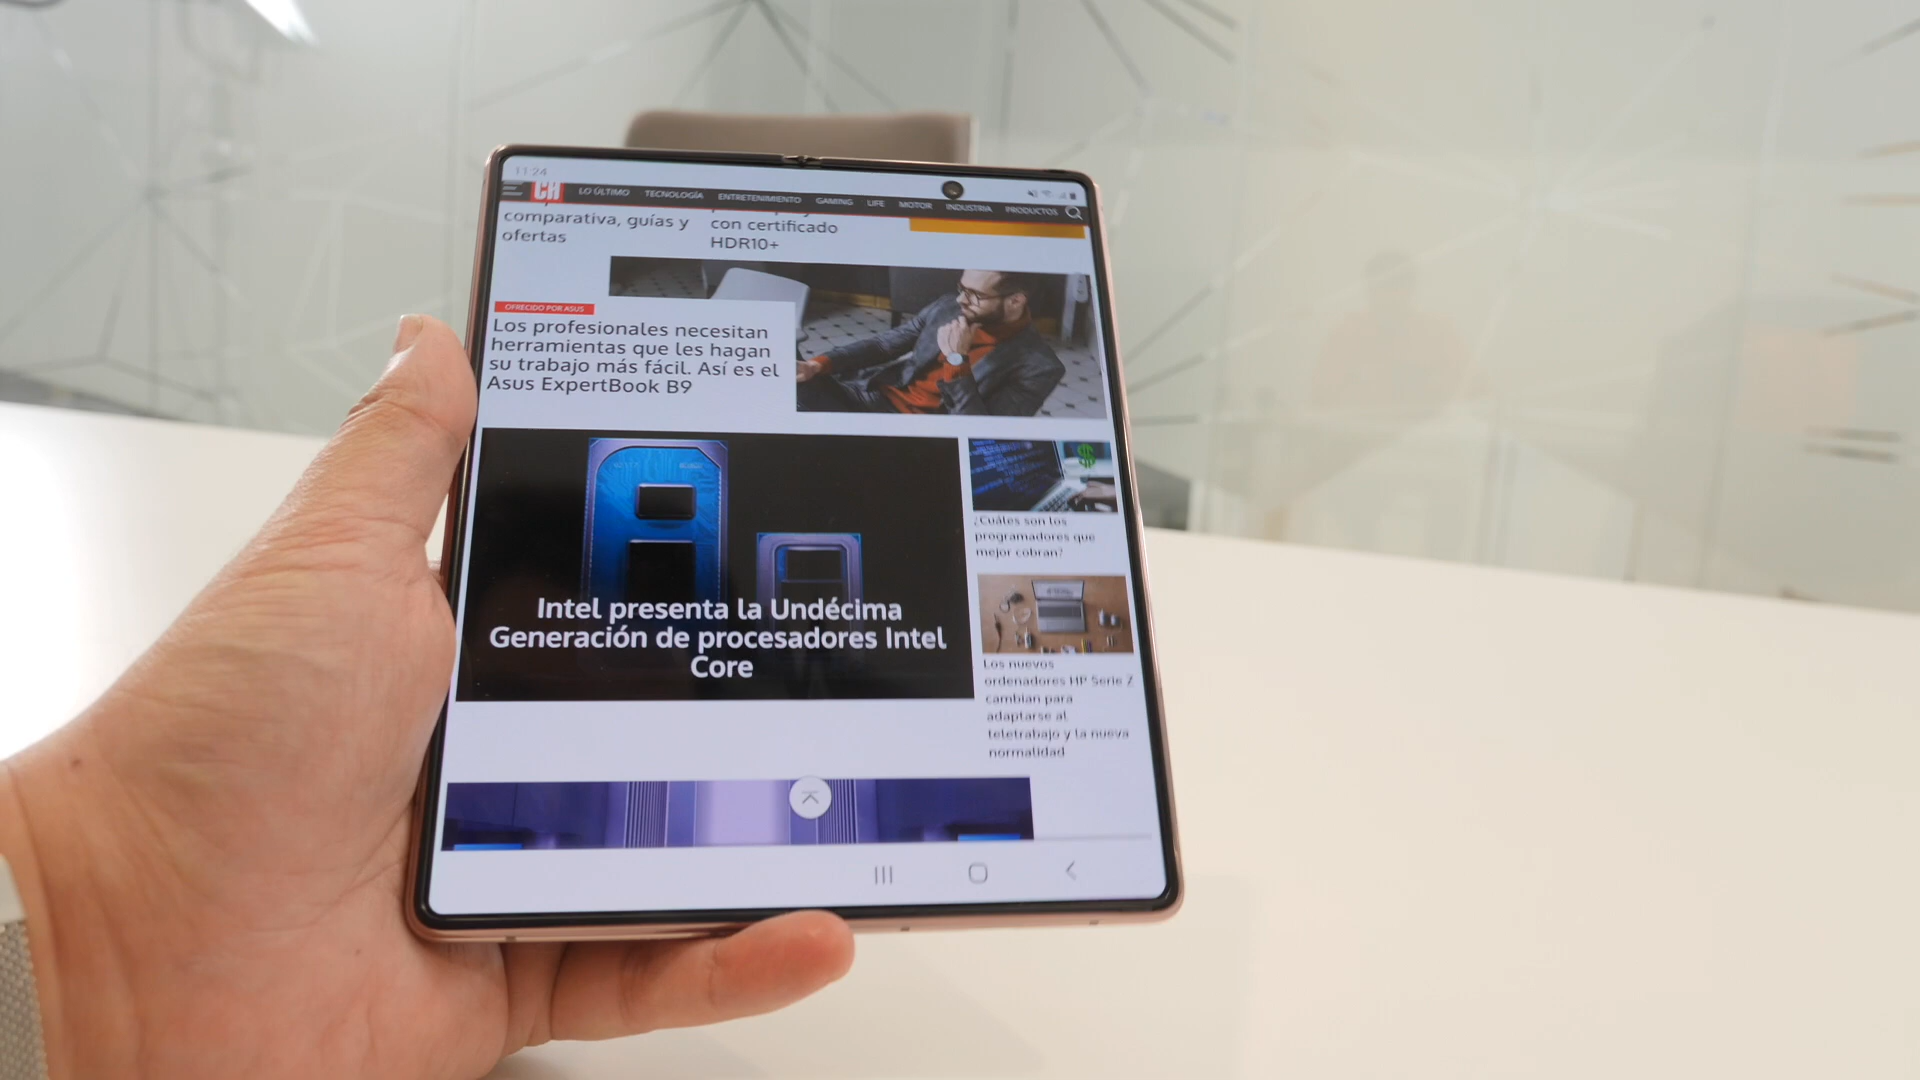 11:24
CH LO ÚLTIMO TECNOLOGÍA ENTRETENIMIENTO GAMING LIFE MOTOR INDUSTRIA PRODUCTOS
comparativa, guías y
ofertas
con certificado
HDR10+
OFRECIDO POR ASUS
Los profesionales necesitan
herramientas que les hagan
su trabajo más fácil. Así es el
Asus ExpertBook B9
Intel presenta la Undécima
Generación de procesadores Intel
Core
$
¿Cuáles son los
programadores que
mejor cobran?
Los nuevos
ordenadores HP Serie Z
cambian para
adaptarse al
teletrabajo y la nueva
normalidad